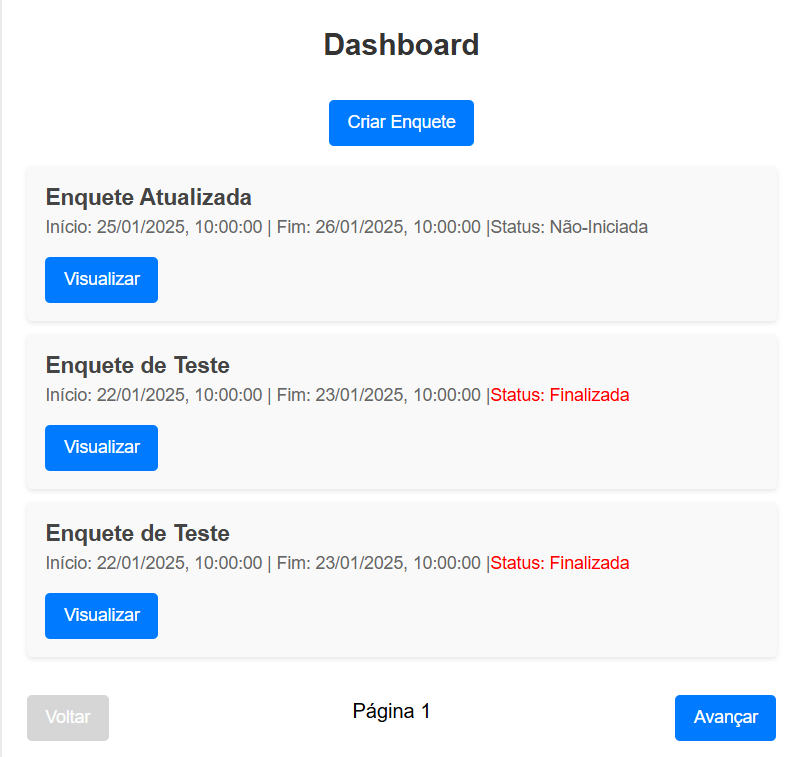 Dashboard
Criar Enquete
Enquete Atualizada
Início: 25/01/2025, 10:00:00 | Fim: 26/01/2025, 10:00:00 |Status: Não-Iniciada
Visualizar
Enquete de Teste
Início: 22/01/2025, 10:00:00 | Fim: 23/01/2025, 10:00:00 |Status: Finalizada
Visualizar
Enquete de Teste
Início: 22/01/2025, 10:00:00 | Fim: 23/01/2025, 10:00:00 |Status: Finalizada
Visualizar
Voltar Página 1 Avançar